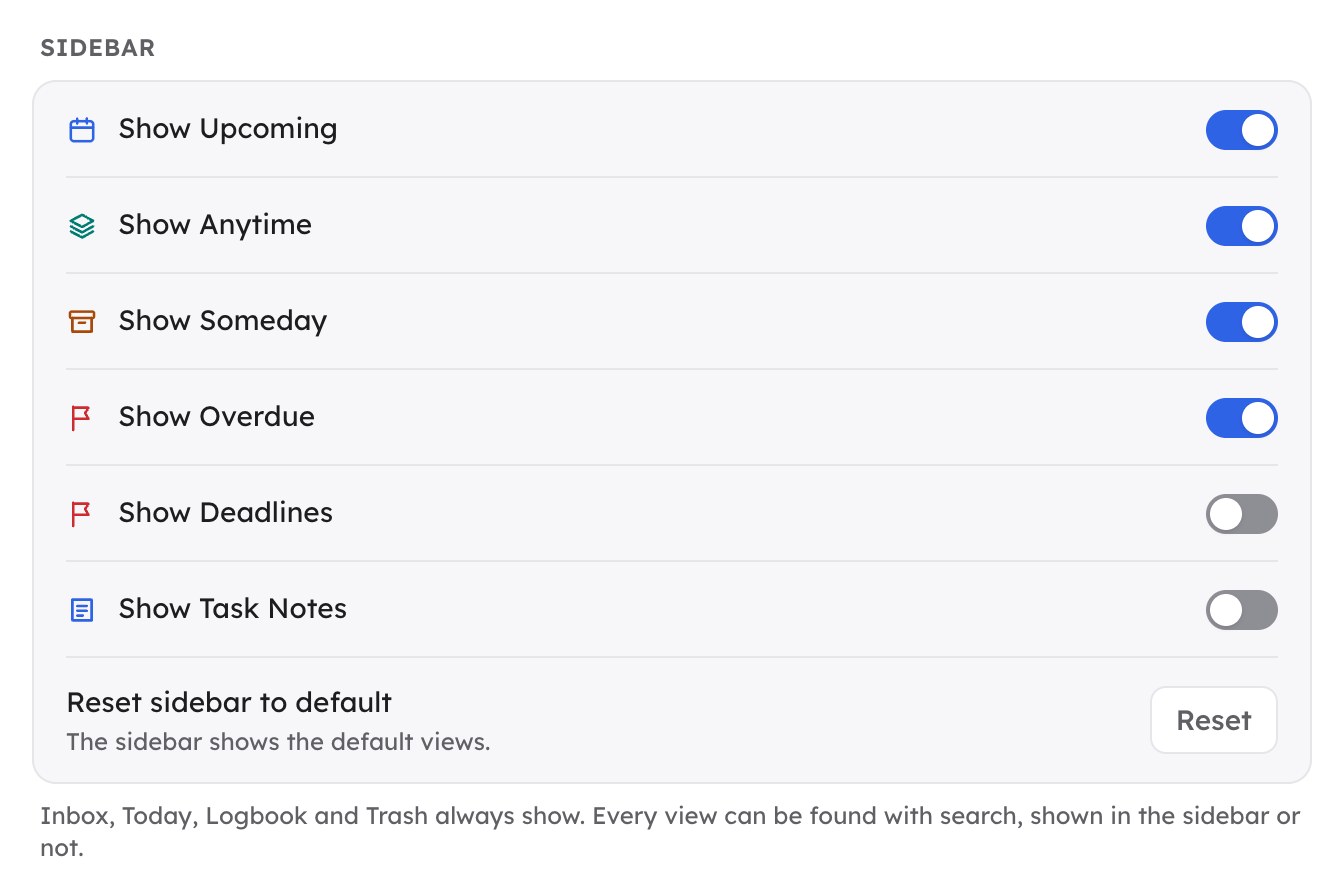 SIDEBAR
Show Upcoming
Show Anytime
Show Someday
Show Overdue
Show Deadlines
Show Task Notes
Reset sidebar to default
The sidebar shows the default views.
Reset
Inbox, Today, Logbook and Trash always show. Every view can be found with search, shown in the sidebar or
not.